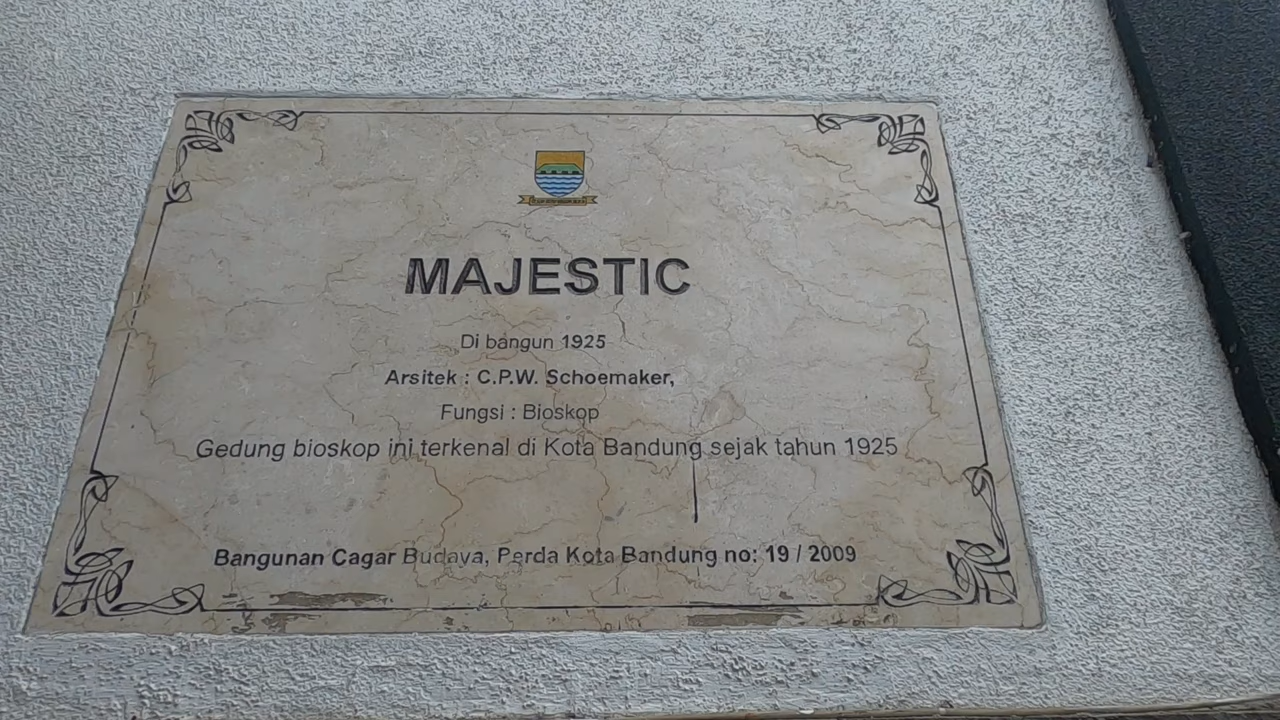 MAJESTIC
Di bangun 1925
Arsitek : C.P.W. Schoemaker,
Fungsi : Bioskop
Gedung bioskop ini terkenal di Kota Bandung sejak tahun 1925
Bangunan Cagar Budaya, Perda Kota Bandung no: 19 / 2009